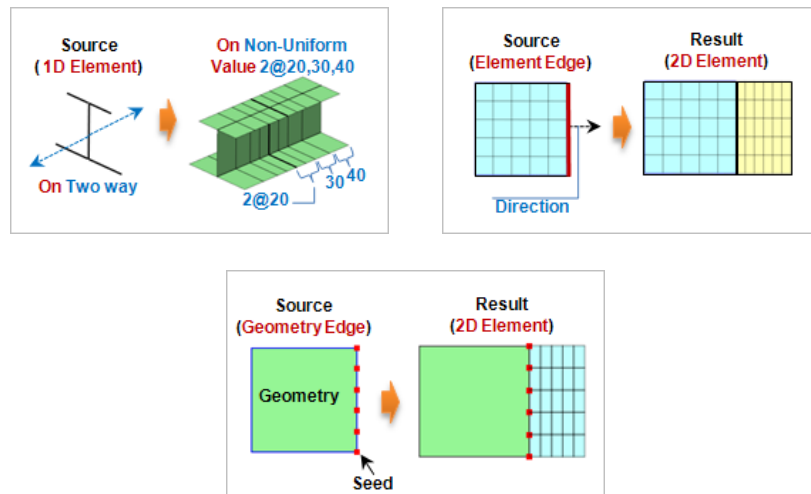 Source
(1D Element)
On Two way
On Non-Uniform
Value 2@20,30,40
2@20
30
40
Source
(Element Edge)
Direction
Result
(2D Element)
Source
(Geometry Edge)
Geometry
Seed
Result
(2D Element)